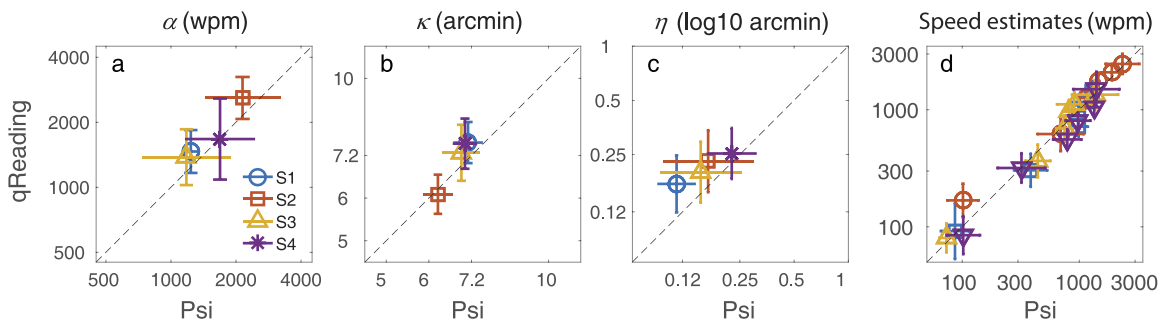 α (wpm)
κ (arcmin)
η (log10 arcmin)
Speed estimates (wpm)
qReading
a
4000
2000
1000
500
500
1000
2000
4000
Psi
S1
S2
S3
S4
b
10
7.2
6
5
5
6
7.2
10
Psi
c
1
0.5
0.25
0.12
0.12
0.25
0.5
1
Psi
d
3000
1000
300
100
100
300
1000
3000
Psi